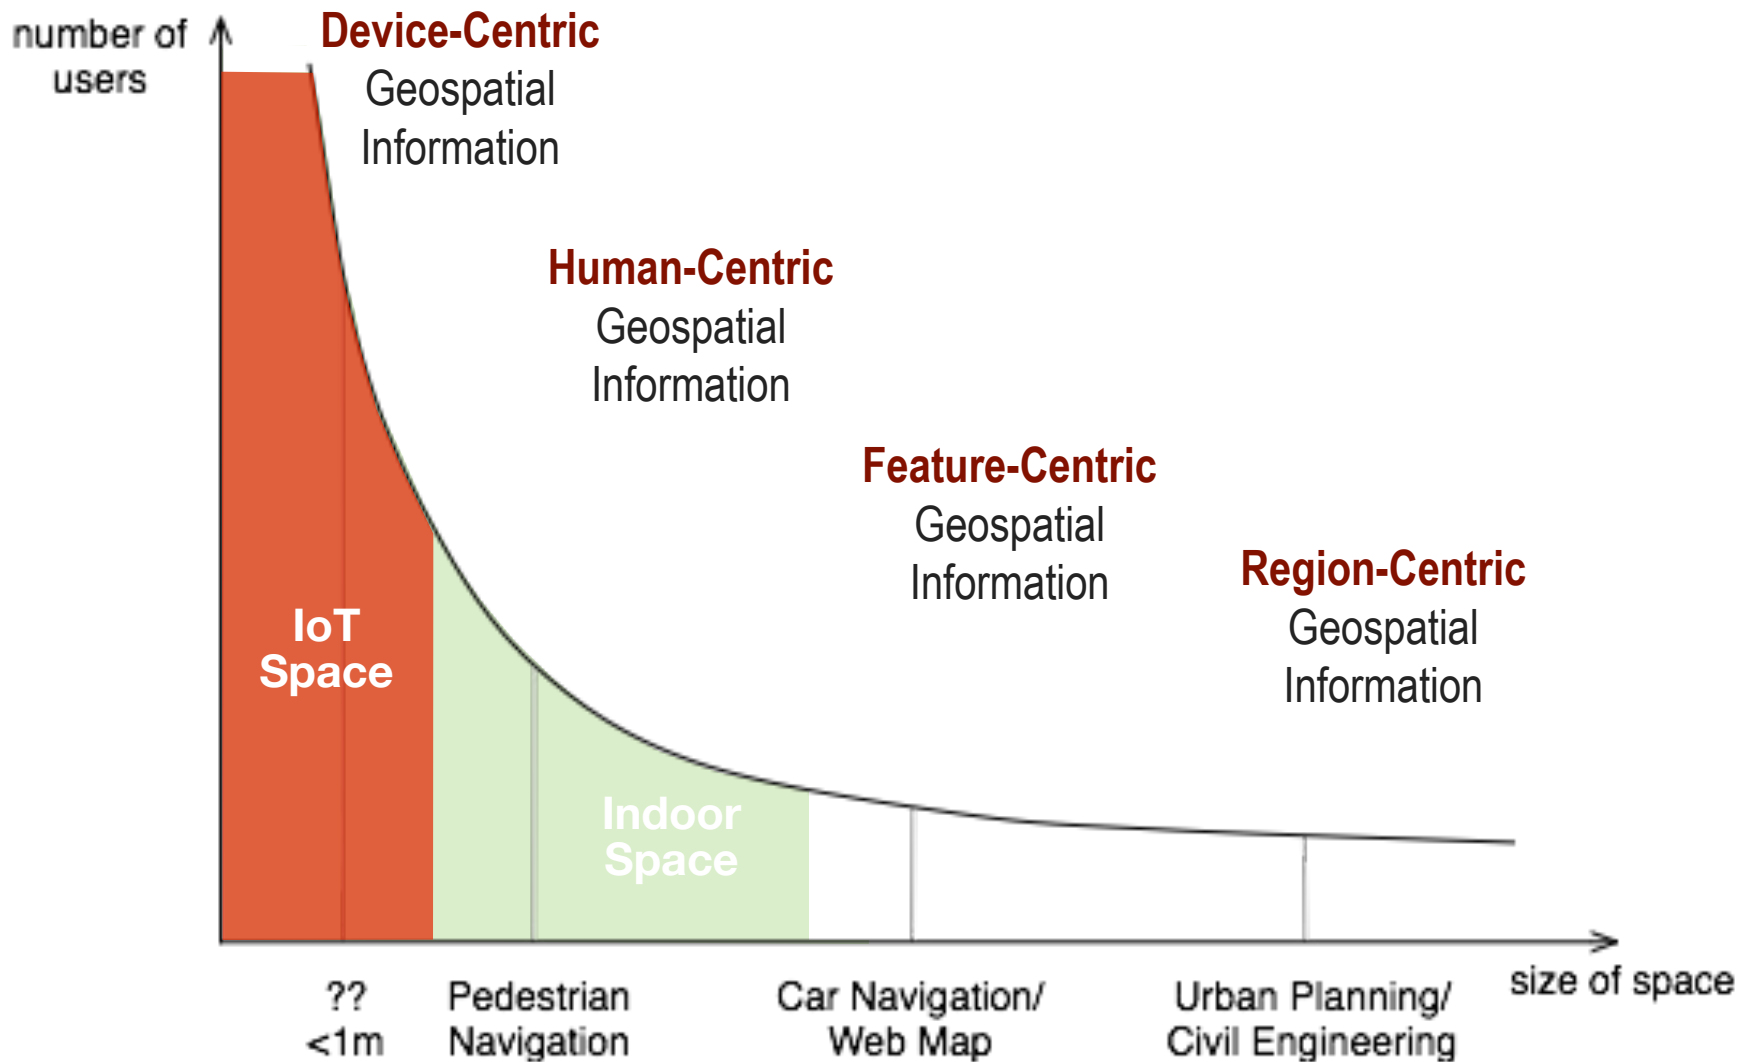 number of
users
Device-Centric
Geospatial
Information
Human-Centric
Geospatial
Information
Feature-Centric
Geospatial
Information
Region-Centric
Geospatial
Information
IoT
Space
Indoor
Space
??
<1m
Pedestrian
Navigation
Car Navigation/
Web Map
Urban Planning/
Civil Engineering
size of space